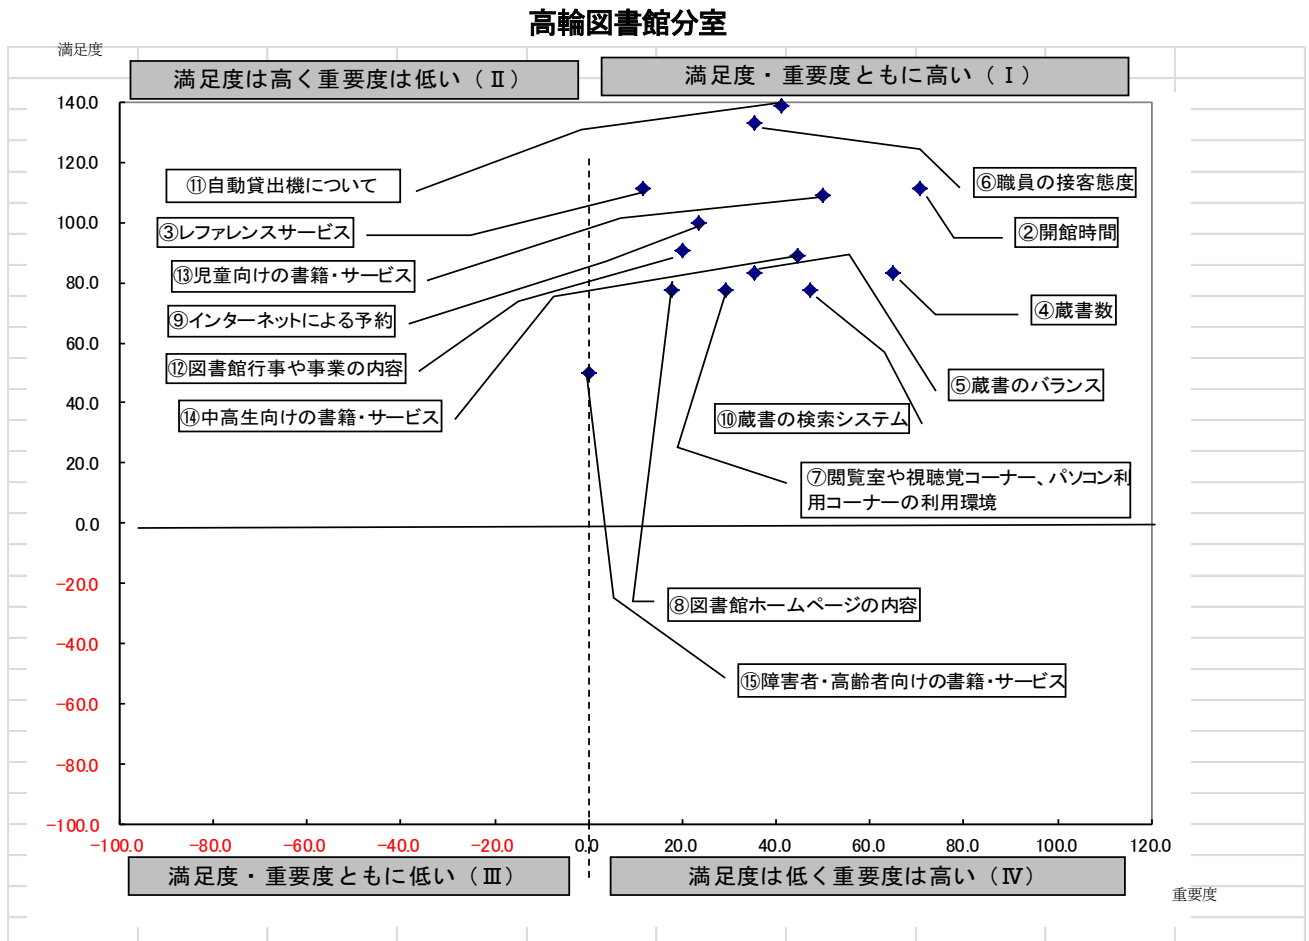 高輪図書館分室
満足度
満足度は高く重要度は低い（Ⅱ）
満足度・重要度ともに高い（Ⅰ）
140.0
120.0
100.0
80.0
60.0
40.0
20.0
0.0
−20.0
−40.0
−60.0
−80.0
−100.0
⑪自動貸出機について
③レファレンスサービス
⑬児童向けの書籍・サービス
⑨インターネットによる予約
⑫図書館行事や事業の内容
⑭中高生向けの書籍・サービス
⑥職員の接客態度
②開館時間
④蔵書数
⑤蔵書のバランス
⑩蔵書の検索システム
⑦閲覧室や視聴覚コーナー、パソコン利
用コーナーの利用環境
⑧図書館ホームページの内容
⑮障害者・高齢者向けの書籍・サービス
−100.0 −80.0 −60.0 −40.0 −20.0 0.0 20.0 40.0 60.0 80.0 100.0 120.0
満足度・重要度ともに低い（Ⅲ）
満足度は低く重要度は高い（Ⅳ）
重要度